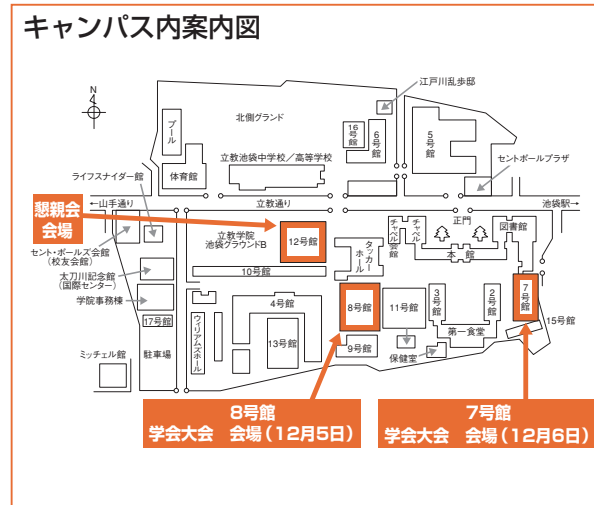 キャンパス内案内図
N
江戸川乱歩邸
北側グランド
プール
16号館
6号館
5号館
体育館
立教池袋中学校／高等学校
セントポールプラザ
ライフスナイダー館
←山手通り
立教通り
池袋駅→
懇親会
会場
正門
図書館
チャペル
チャペル会館
立教学院
池袋グラウンドB
12号館
タッカーホール
本館
セント・ポールズ会館
（校友会館）
太刀川記念館
（国際センター）
10号館
学院事務棟
4号館
8号館
11号館
3号館
2号館
7号館
17号館
ウィリアムズホール
13号館
第一食堂
15号館
9号館
ミッチェル館
駐車場
保健室
8号館
学会大会　会場（12月5日）
7号館
学会大会　会場（12月6日）